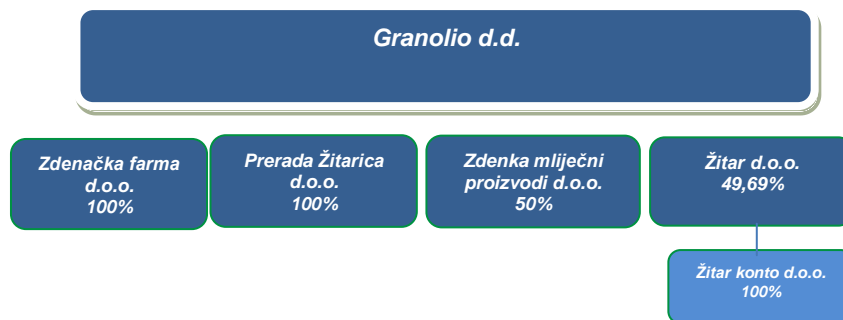 Granolio d.d.
Zdenačka farma
d.o.o.
100%
Prerada Žitarica
d.o.o.
100%
Zdenka mliječni
proizvodi d.o.o.
50%
Žitar d.o.o.
49,69%
Žitar konto d.o.o.
100%